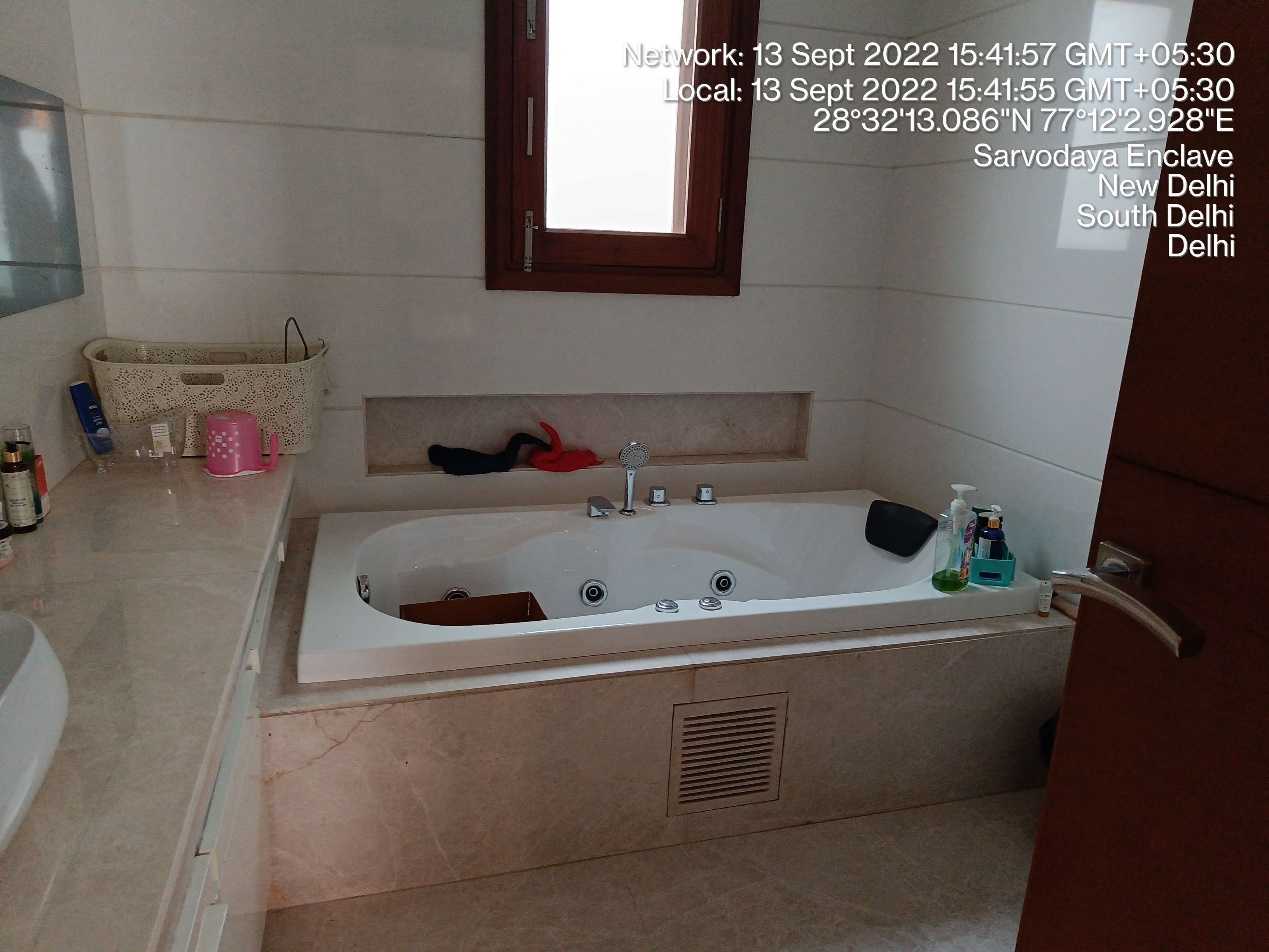 Network: 13 Sept 2022 15:41:57 GMT+05:30
Local: 13 Sept 2022 15:41:55 GMT+05:30
28°32'13.086"N 77°12'2.928"E
Sarvodaya Enclave
New Delhi
South Delhi
Delhi